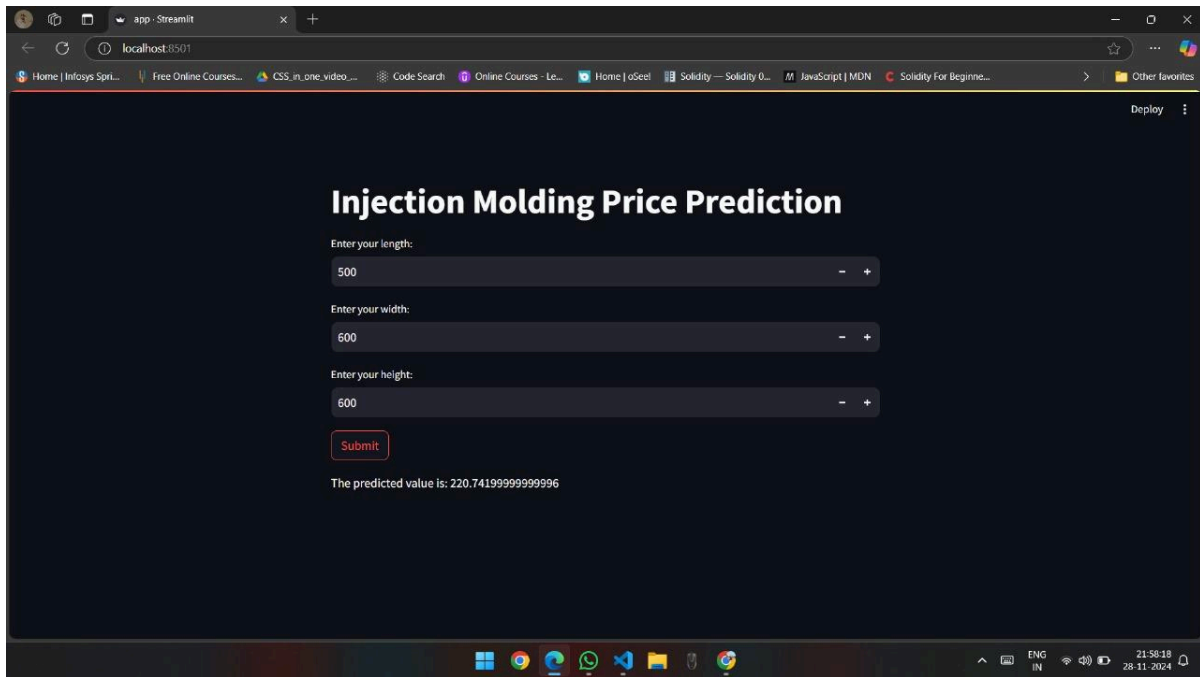 app · Streamlit
localhost:8501
Home | Infosys Spri... Free Online Courses... CSS_in_one_video_... Code Search Online Courses - Le... Home | oSeel Solidity — Solidity 0... JavaScript | MDN Solidity For Beginne... Other favorites
Deploy
Injection Molding Price Prediction
Enter your length:
500
Enter your width:
600
Enter your height:
600
Submit
The predicted value is: 220.74199999999996
ENG 21:58:18
IN 28-11-2024